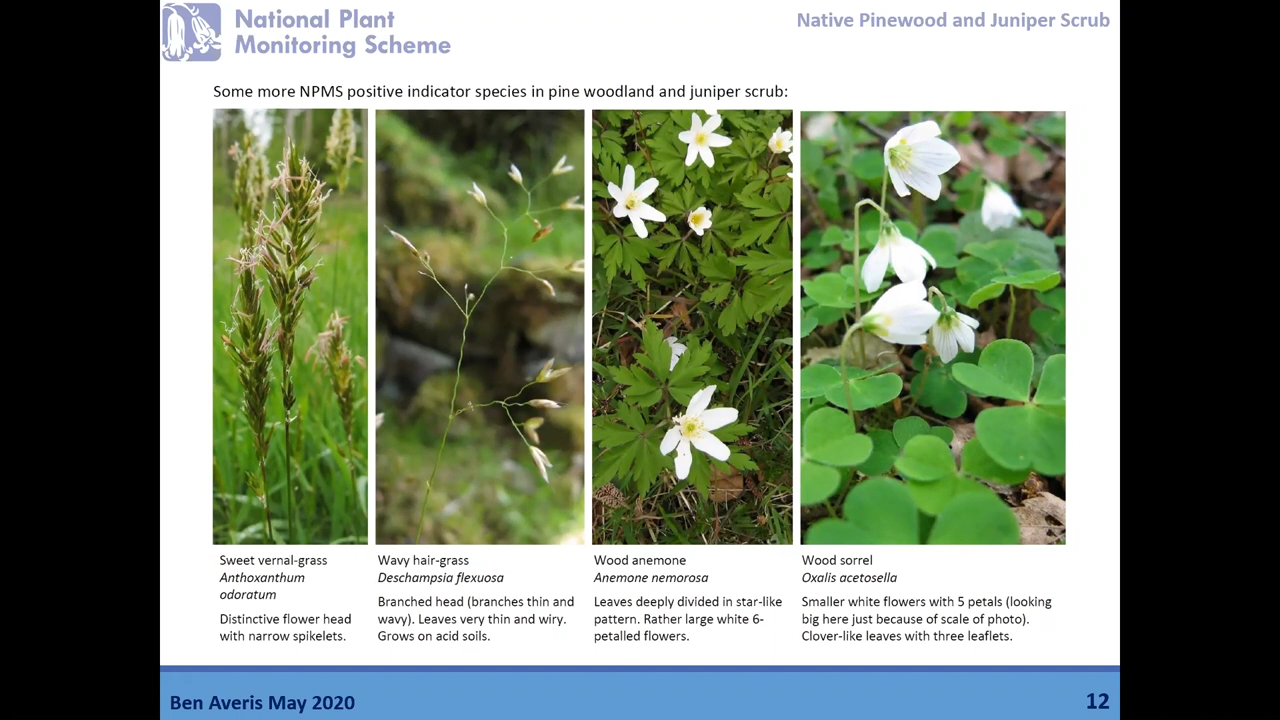 National Plant
Monitoring Scheme
Native Pinewood and Juniper Scrub
Some more NPMS positive indicator species in pine woodland and juniper scrub:
Sweet vernal-grass
Anthoxanthum
odoratum
Distinctive flower head
with narrow spikelets.
Wavy hair-grass
Deschampsia flexuosa
Branched head (branches thin and
wavy). Leaves very thin and wiry.
Grows on acid soils.
Wood anemone
Anemone nemorosa
Leaves deeply divided in star-like
pattern. Rather large white 6-
petalled flowers.
Wood sorrel
Oxalis acetosella
Smaller white flowers with 5 petals (looking
big here just because of scale of photo).
Clover-like leaves with three leaflets.
Ben Averis May 2020
12